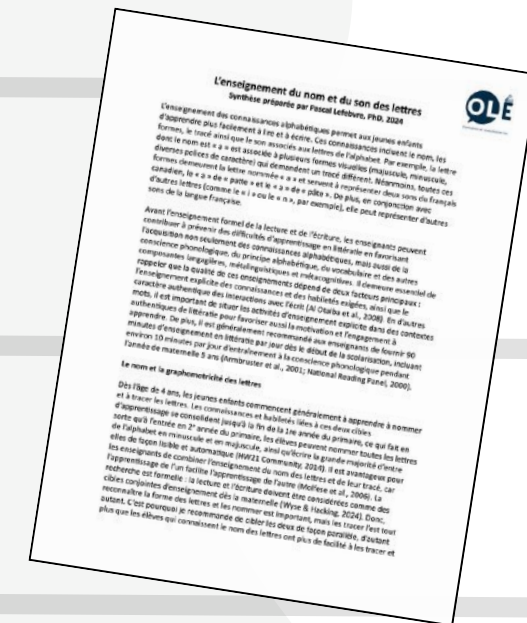 L'enseignement du nom et du son des lettres
Synthèse préparée par Pascal Lefebvre, PhD, 2024
OLÉ
L'enseignement des connaissances alphabétiques permet aux jeunes enfants
d'apprendre plus facilement à lire et à écrire. Ces connaissances incluent le nom, les
formes, le tracé ainsi que le son associés aux lettres de l'alphabet. Par exemple, la lettre
dont le nom est « a » est associée à plusieurs formes visuelles (majuscule, minuscule,
diverses polices de caractère) qui demandent un tracé différent. Néanmoins, toutes ces
formes demeurent la lettre nommée « a » et servent à représenter deux sons du français
canadien, le « a » de « patte » et le « a » de « pâte ». De plus, en conjonction avec
d'autres lettres (comme le « i » ou le « n », par exemple), elle peut représenter d'autres
sons de la langue française.
Avant l'enseignement formel de la lecture et de l'écriture, les enseignants peuvent
contribuer à prévenir des difficultés d'apprentissage en littératie en favorisant
l'acquisition non seulement des connaissances alphabétiques, mais aussi de la
conscience phonologique, du principe alphabétique, du vocabulaire et des autres
composantes langagières, métalinguistiques et métacognitives. Il demeure essentiel de
rappeler que la qualité de ces enseignements dépend de deux facteurs principaux :
l'enseignement explicite des connaissances et des habiletés exigées, ainsi que le
caractère authentique des interactions avec l'écrit (Al Otaiba et al., 2008). En d'autres
mots, il est important de situer les activités d'enseignement explicite dans des contextes
authentiques de littératie pour favoriser aussi la motivation et l'engagement à
apprendre. De plus, il est généralement recommandé aux enseignants de fournir 90
minutes d'enseignement en littératie par jour dès le début de la scolarisation, incluant
environ 10 minutes par jour d'entraînement à la conscience phonologique pendant
l'année de maternelle 5 ans (Armbruster et al., 2001; National Reading Panel, 2000).
Le nom et la graphomotricité des lettres
Dès l'âge de 4 ans, les jeunes enfants commencent généralement à apprendre à nommer
et à tracer les lettres. Les connaissances et habiletés liées à ces deux cibles
d'apprentissage se consolident jusqu'à la fin de la 1re année du primaire, ce qui fait en
sorte qu'à l'entrée en 2e année du primaire, les élèves peuvent nommer toutes les lettres
de l'alphabet en minuscule et en majuscule, ainsi qu'écrire la grande majorité d'entre
elles de façon lisible et automatique (HW21 Community, 2014). Il est avantageux pour
les enseignants de combiner l'enseignement du nom des lettres et de leur tracé, car
l'apprentissage de l'un facilite l'apprentissage de l'autre (Molfese et al., 2006). La
recherche est formelle : la lecture et l'écriture doivent être considérées comme des
cibles conjointes d'enseignement dès la maternelle (Wyse & Hacking, 2024). Donc,
reconnaître la forme des lettres et les nommer est important, mais les tracer l'est tout
autant. C'est pourquoi je recommande de cibler les deux de façon parallèle, d'autant
plus que les élèves qui connaissent le nom des lettres ont plus de facilité à les tracer et